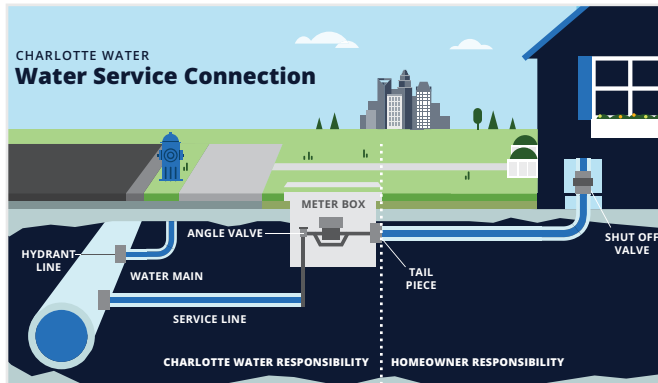 CHARLOTTE WATER
Water Service Connection
METER BOX
ANGLE VALVE
SHUT OFF
VALVE
HYDRANT
LINE
WATER MAIN
TAIL
PIECE
SERVICE LINE
CHARLOTTE WATER RESPONSIBILITY
HOMEOWNER RESPONSIBILITY